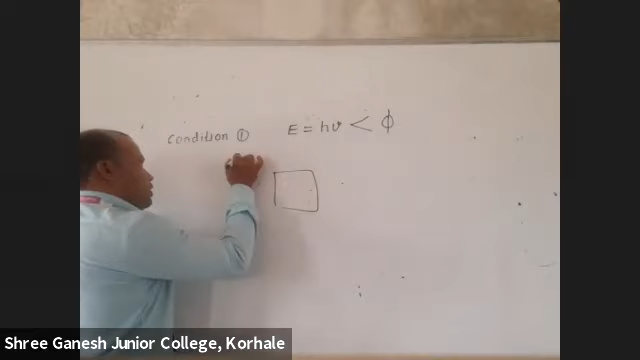 Condition ① E = hν < ϕ
Shree Ganesh Junior College, Korhale